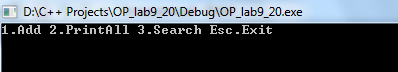 D:\C++ Projects\OP_lab9_20\Debug\OP_lab9_20.exe
1.Add 2.PrintAll 3.Search Esc.Exit